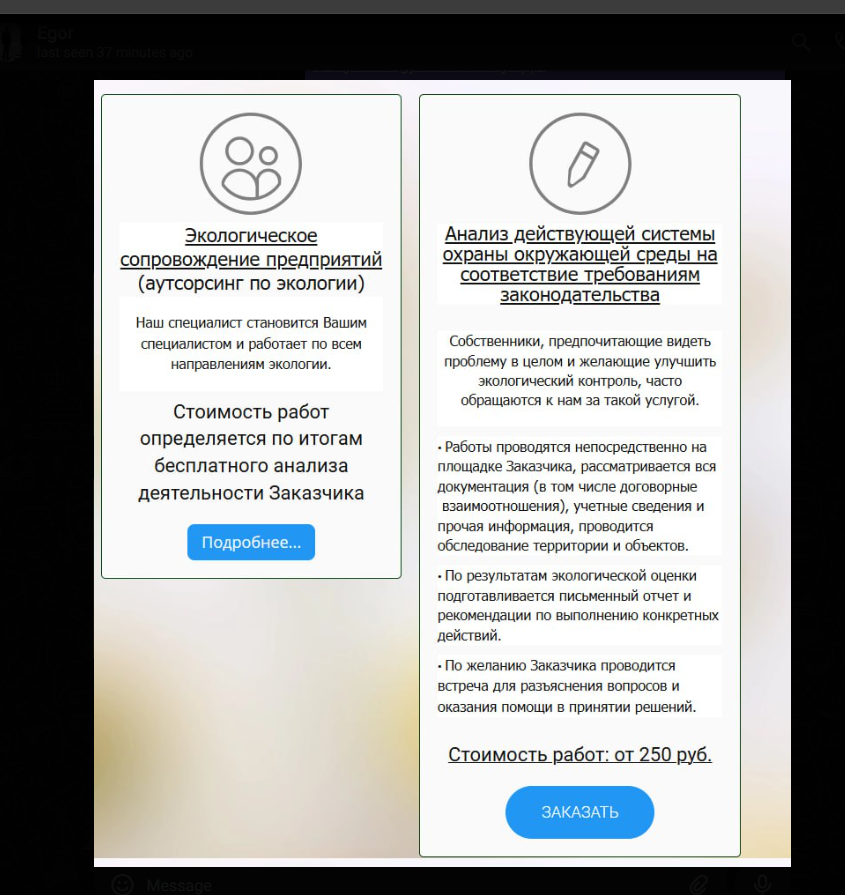 Egor
last seen 37 minutes ago
Экологическое
сопровождение предприятий
(аутсорсинг по экологии)
Наш специалист становится Вашим
специалистом и работает по всем
направлениям экологии.
Стоимость работ
определяется по итогам
бесплатного анализа
деятельности Заказчика
Подробнее...
Анализ действующей системы
охраны окружающей среды на
соответствие требованиям
законодательства
Собственники, предпочитающие видеть
проблему в целом и желающие улучшить
экологический контроль, часто
обращаются к нам за такой услугой.
· Работы проводятся непосредственно на
площадке Заказчика, рассматривается вся
документация (в том числе договорные
взаимоотношения), учетные сведения и
прочая информация, проводится
обследование территории и объектов.
· По результатам экологической оценки
подготавливается письменный отчет и
рекомендации по выполнению конкретных
действий.
· По желанию Заказчика проводится
встреча для разъяснения вопросов и
оказания помощи в принятии решений.
Стоимость работ: от 250 руб.
ЗАКАЗАТЬ
Message